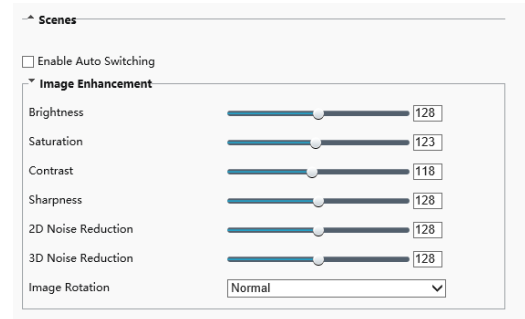 Scenes
Enable Auto Switching
Image Enhancement
Brightness 128
Saturation 123
Contrast 118
Sharpness 128
2D Noise Reduction 128
3D Noise Reduction 128
Image Rotation Normal